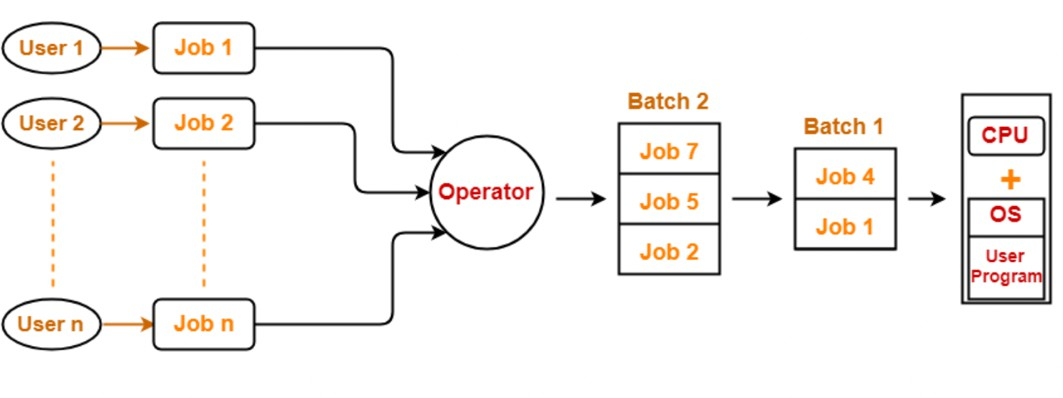 User 1
Job 1
User 2
Job 2
User n
Job n
Operator
Batch 2
Job 7
Job 5
Job 2
Batch 1
Job 4
Job 1
CPU
+
OS
User
Program